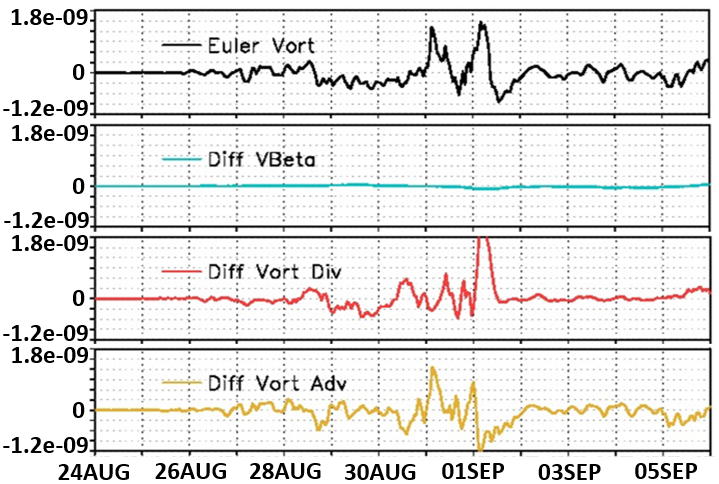 1.8e-09
Euler Vort
0
-1.2e-09
1.8e-09
Diff VBeta
0
-1.2e-09
1.8e-09
Diff Vort Div
0
-1.2e-09
1.8e-09
Diff Vort Adv
0
-1.2e-09
24AUG 26AUG 28AUG 30AUG 01SEP 03SEP 05SEP